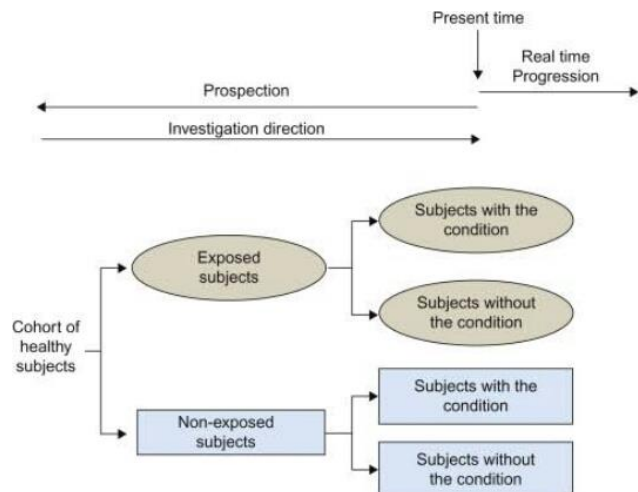 Present time
Real time
Progression
Prospection
Investigation direction
Subjects with the
condition
Exposed
subjects
Subjects without
the condition
Cohort of
healthy
subjects
Subjects with the
condition
Non-exposed
subjects
Subjects without
the condition